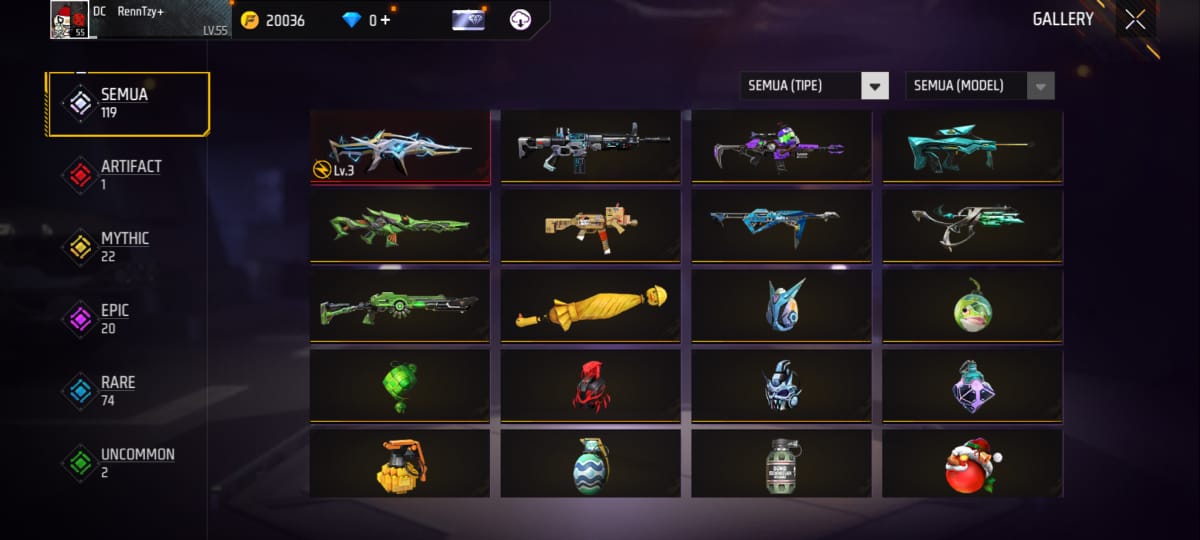 DC RennTzy+
55
LV.55
20036
0 +
GALLERY
SEMUA
119
ARTIFACT
1
MYTHIC
22
EPIC
20
RARE
74
UNCOMMON
2
SEMUA (TIPE)
SEMUA (MODEL)
Lv.3